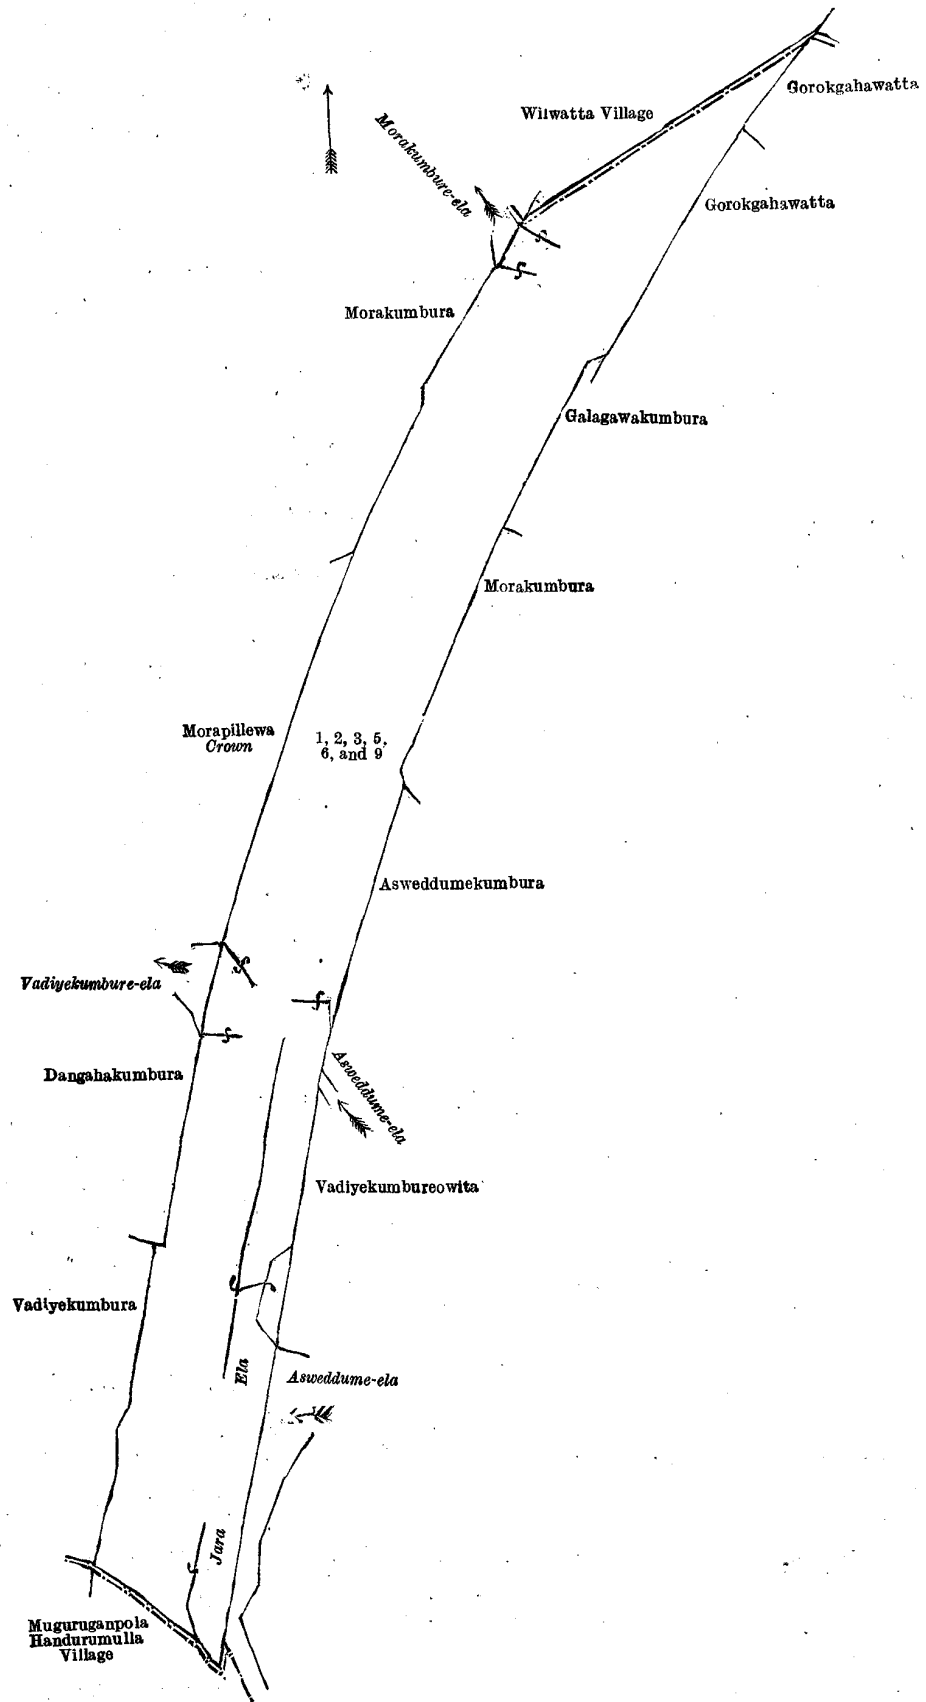 Gorokgahawatta
Wilwatta Village
Morakumbure-ela
Gorokgahawatta
Morakumbura
Galagawakumbura
Morakumbura
Morapillewa
Crown
1, 2, 3, 5,
6, and 9
Asweddumekumbura
Vadiyekumbure-ela
Asweddume-ela
Dangahakumbura
Vadiyekumbureowita
Vadiyekumbura
Ela
Asweddume-ela
Jara
Muguruganpola
Handurumulla
Village